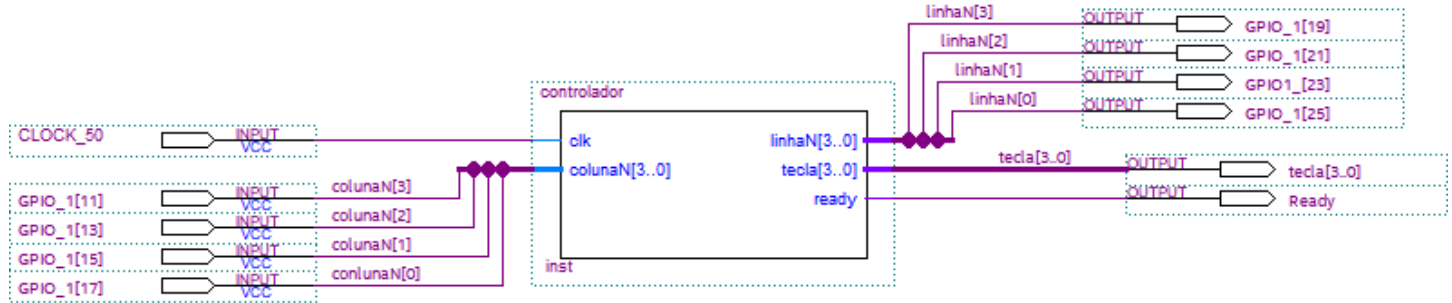 linhaN[3]
OUTPUT
GPIO_1[19]
linhaN[2]
OUTPUT
GPIO_1[21]
linhaN[1]
OUTPUT
GPIO1_[23]
linhaN[0]
OUTPUT
GPIO_1[25]
controlador
CLOCK_50
INPUT
VCC
clk
linhaN[3..0]
colunaN[3..0]
tecla[3..0]
tecla[3..0]
OUTPUT
tecla[3..0]
ready
OUTPUT
Ready
GPIO_1[11]
INPUT
VCC
colunaN[3]
GPIO_1[13]
INPUT
VCC
colunaN[2]
GPIO_1[15]
INPUT
VCC
colunaN[1]
GPIO_1[17]
INPUT
VCC
conlunaN[0]
inst